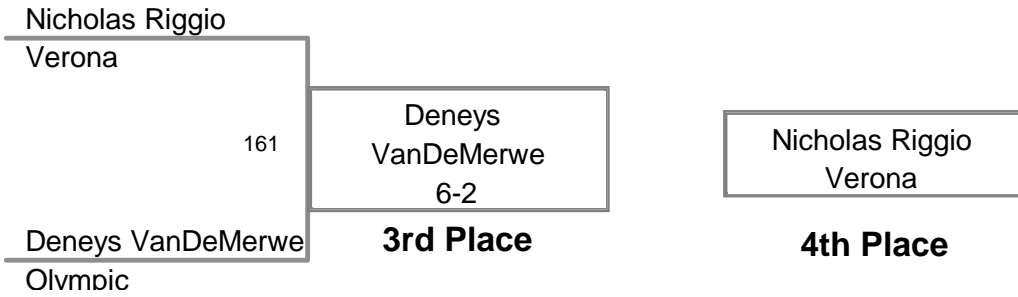 Nicholas Riggio
Verona
161
Deneys
VanDeMerwe
6-2
3rd Place
Deneys VanDeMerwe
Olympic
Nicholas Riggio
Verona
4th Place